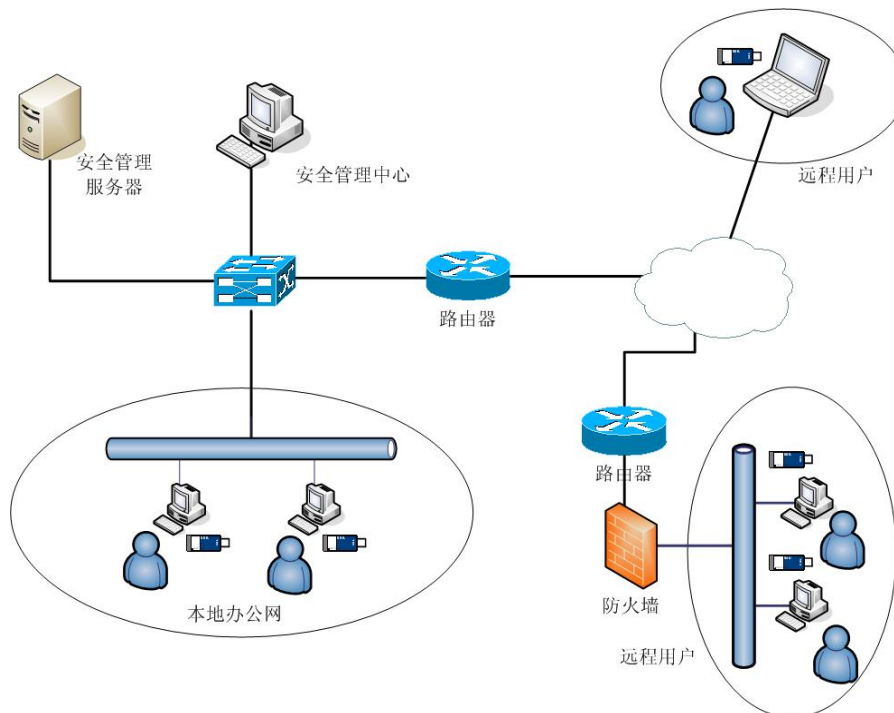 安全管理
服务器
安全管理中心
远程用户
路由器
路由器
防火墙
本地办公网
远程用户